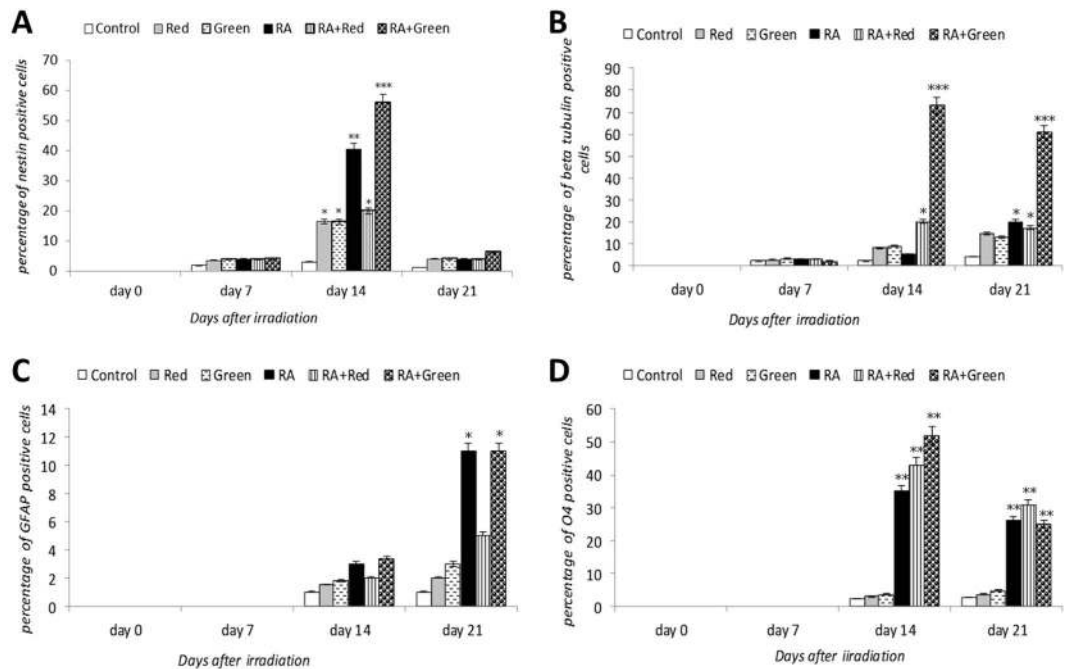 A
Control Red Green RA RA+Red RA+Green
percentage of nestin positive cells
70
60
50
40
30
20
10
0
* * ** * ***
day 0 day 7 day 14 day 21
Days after irradiation
B
Control Red Green RA RA+Red RA+Green
percentage of beta tubulin positive
cells
90
80
70
60
50
40
30
20
10
0
* *** * * ***
day 0 day 7 day 14 day 21
Days after irradiation
C
Control Red Green RA RA+Red RA+Green
percentage of GFAP positive cells
14
12
10
8
6
4
2
0
* *
day 0 day 7 day 14 day 21
Days after irradiation
D
Control Red Green RA RA+Red RA+Green
percentage of O4 positive cells
60
50
40
30
20
10
0
** ** ** ** ** **
day 0 day 7 day 14 day 21
Days after iirradiation